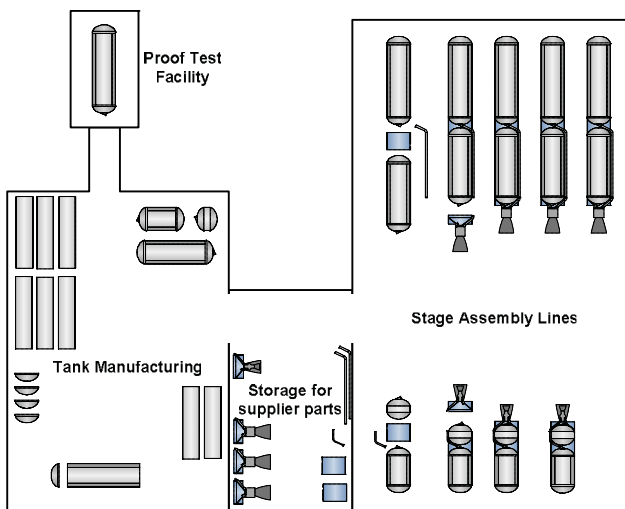 Proof Test
Facility
Stage Assembly Lines
Tank Manufacturing
Storage for
supplier parts